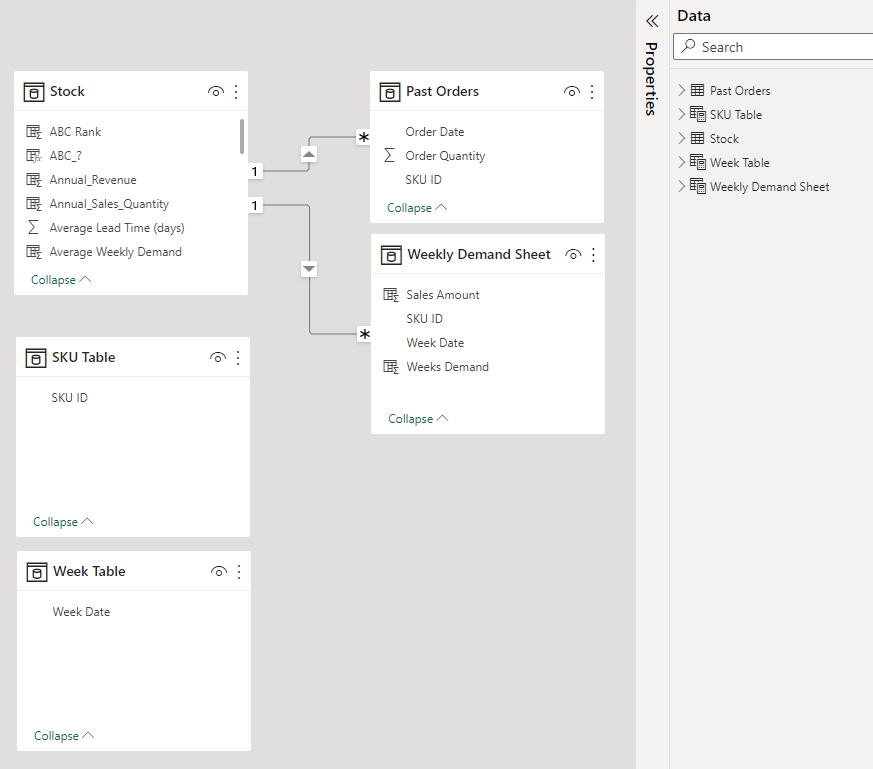 Stock
ABC Rank
ABC_?
Annual_Revenue
Annual_Sales_Quantity
Average Lead Time (days)
Average Weekly Demand
Collapse
1
1
*
*
Past Orders
Order Date
Order Quantity
SKU ID
Collapse
Weekly Demand Sheet
Sales Amount
SKU ID
Week Date
Weeks Demand
Collapse
SKU Table
SKU ID
Collapse
Week Table
Week Date
Collapse
Properties
Data
Search
Past Orders
SKU Table
Stock
Week Table
Weekly Demand Sheet